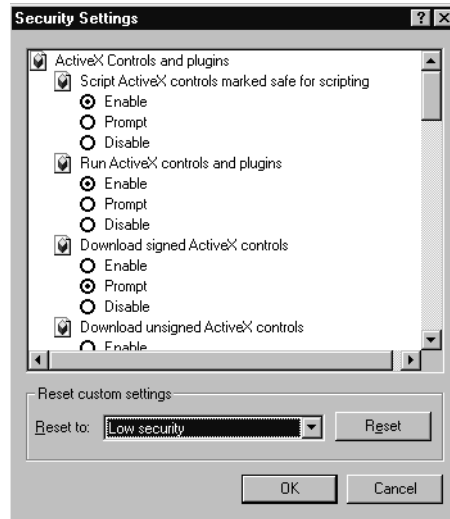 Security Settings
ActiveX Controls and plugins
Script ActiveX controls marked safe for scripting
Enable
Prompt
Disable
Run ActiveX controls and plugins
Enable
Prompt
Disable
Download signed ActiveX controls
Enable
Prompt
Disable
Download unsigned ActiveX controls
Enable
Reset custom settings
Reset to: Low security Reset
OK Cancel